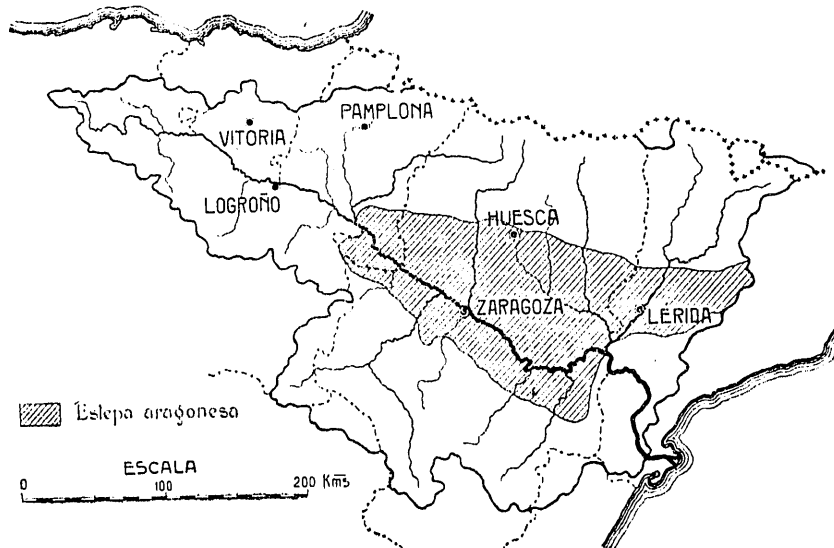 PAMPLONA
VITORIA
LOGROÑO
HUESCA
ZARAGOZA
LERIDA
Estepa aragonesa
ESCALA
0 100 200 Kms